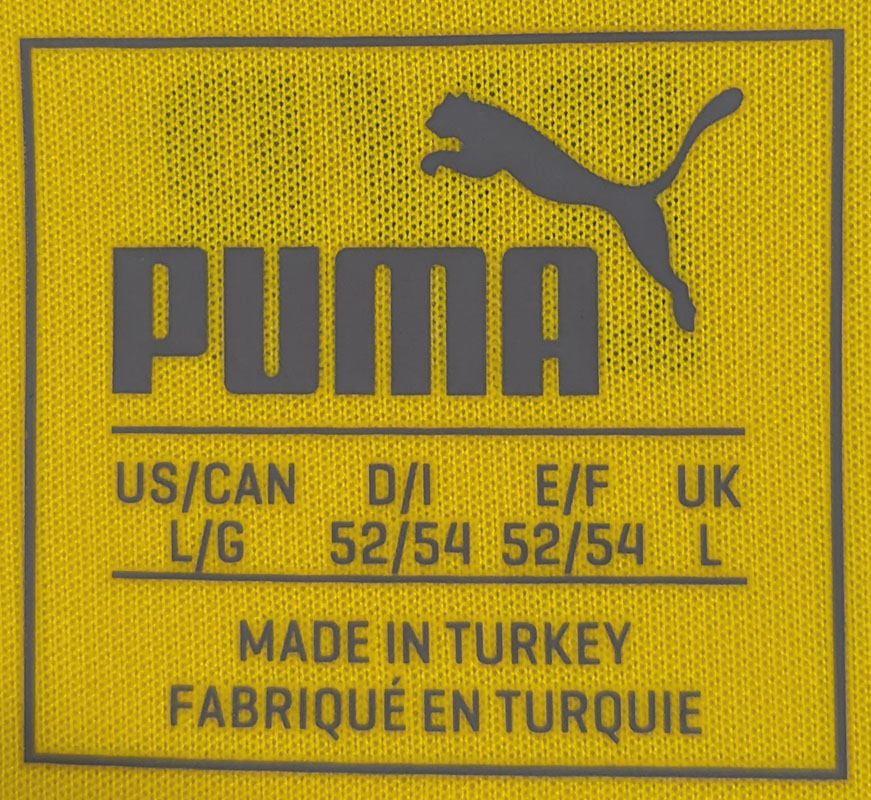 PUMA
US/CAN D/I E/F UK
L/G 52/54 52/54 L
MADE IN TURKEY
FABRIQUÉ EN TURQUIE